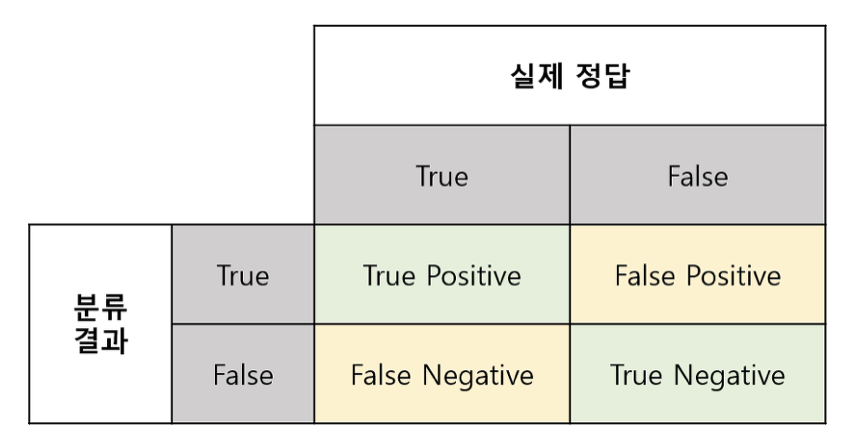 실제 정답
True False
분류
결과
True True Positive False Positive
False False Negative True Negative